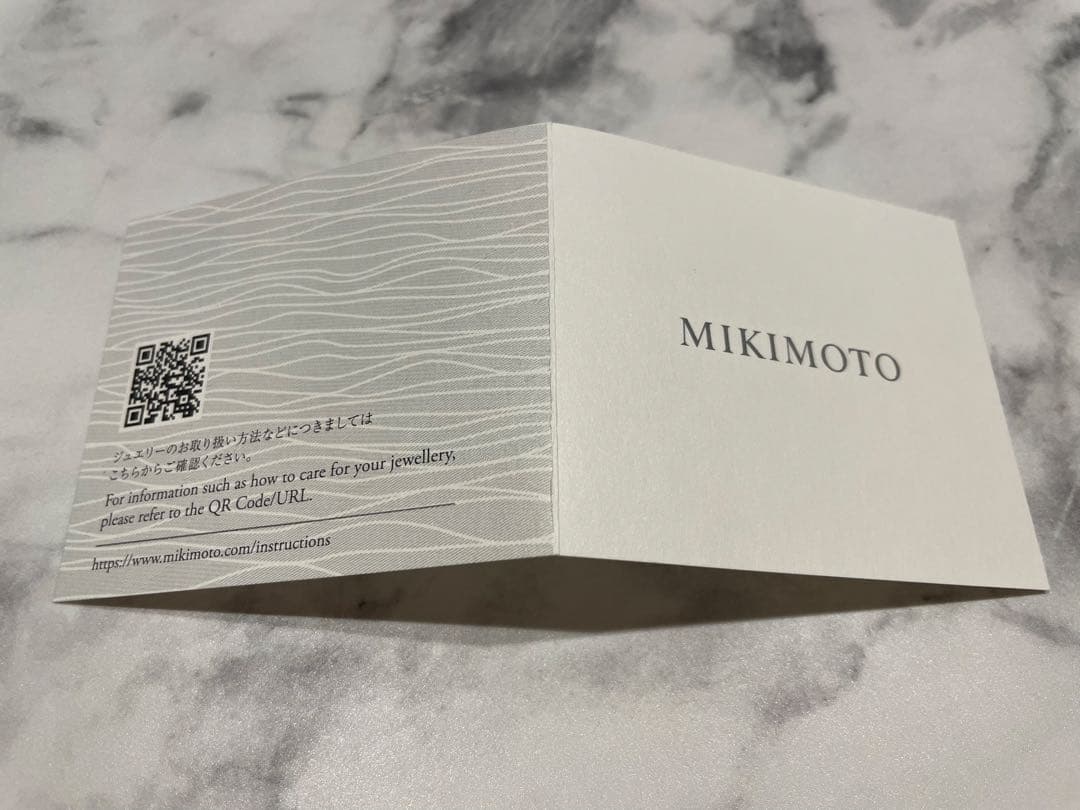 ジュエリーのお取り扱い方法などにつきましては
こちらからご確認ください。
For information such as how to care for your jewellery,
please refer to the QR Code/URL.
https://www.mikimoto.com/instructions
MIKIMOTO